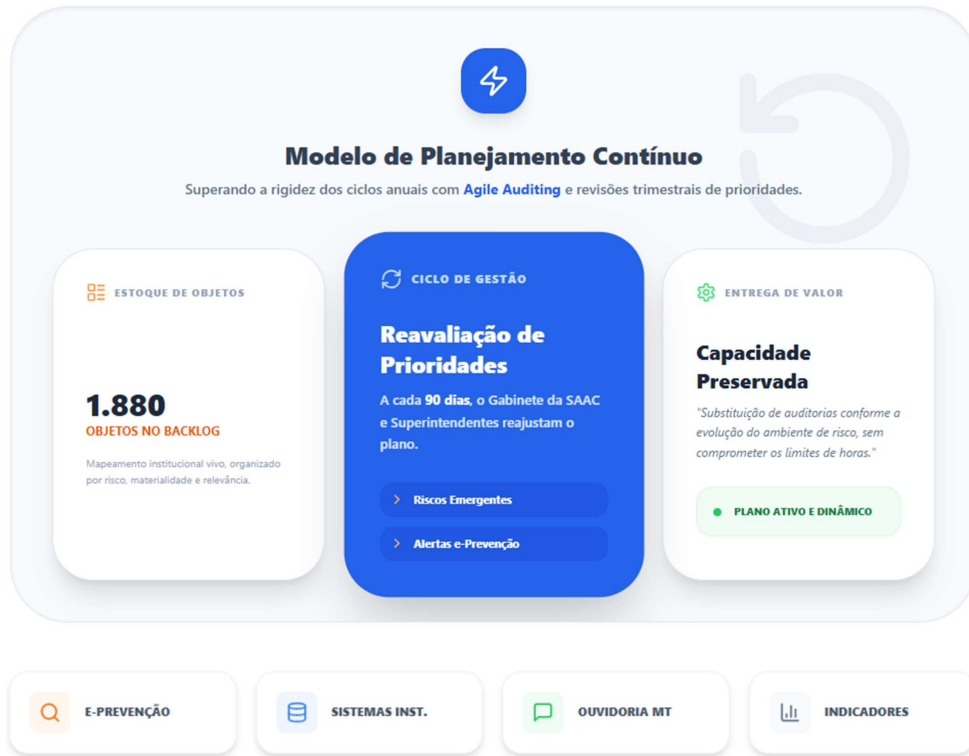 Modelo de Planejamento Contínuo
Superando a rigidez dos ciclos anuais com Agile Auditing e revisões trimestrais de prioridades.
ESTOQUE DE OBJETOS
1.880
OBJETOS NO BACKLOG
Mapeamento institucional vivo, organizado
por risco, materialidade e relevância.
CICLO DE GESTÃO
Reavaliação de
Prioridades
A cada 90 dias, o Gabinete da SAAC
e Superintendentes reajustam o
plano.
Riscos Emergentes
Alertas e-Prevenção
ENTREGA DE VALOR
Capacidade
Preservada
"Substituição de auditorias conforme a
evolução do ambiente de risco, sem
comprometer os limites de horas."
PLANO ATIVO E DINÂMICO
E-PREVENÇÃO
SISTEMAS INST.
OUVIDORIA MT
INDICADORES